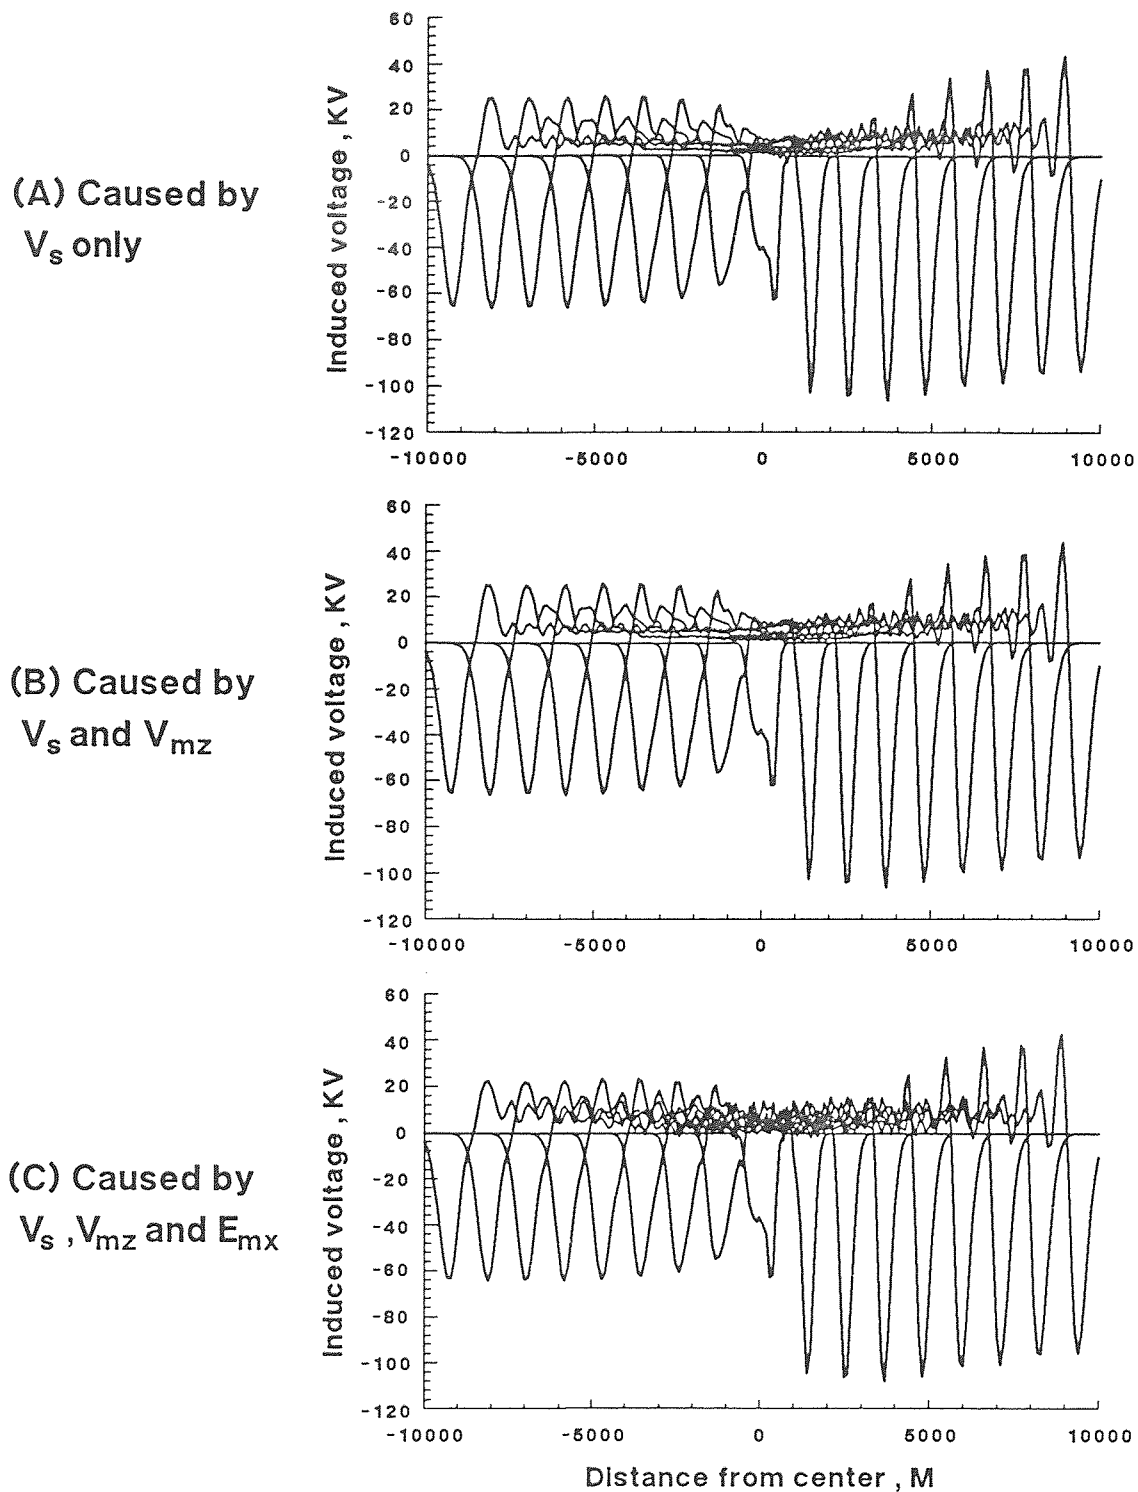 (A) Caused by
Vs only
Induced voltage , KV
60
40
20
0
-20
-40
-60
-80
-100
-120
-10000 -5000 0 5000 10000
(B) Caused by
Vs and Vmz
Induced voltage , KV
60
40
20
0
-20
-40
-60
-80
-100
-120
-10000 -5000 0 5000 10000
(C) Caused by
Vs ,Vmz and Emx
Induced voltage , KV
60
40
20
0
-20
-40
-60
-80
-100
-120
-10000 -5000 0 5000 10000
Distance from center , M